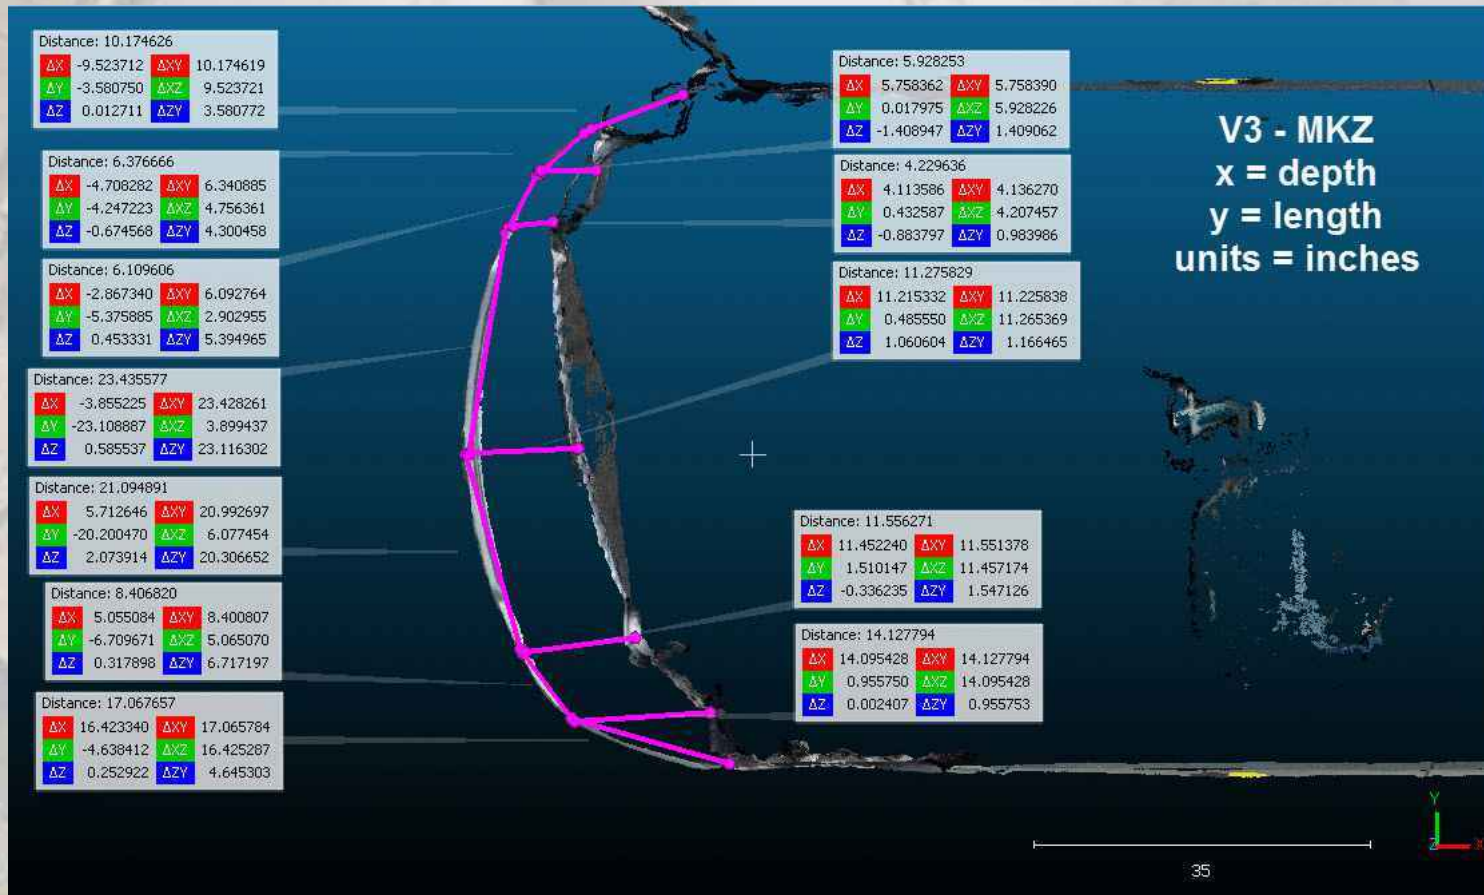 Distance: 10.174626
ΔX -9.523712 ΔXY 10.174619
ΔY -3.580750 ΔXZ 9.523721
ΔZ 0.012711 ΔZY 3.580772
Distance: 6.376666
ΔX -4.708282 ΔXY 6.340885
ΔY -4.247223 ΔXZ 4.756361
ΔZ -0.674568 ΔZY 4.300458
Distance: 6.109606
ΔX -2.867340 ΔXY 6.092764
ΔY -5.375885 ΔXZ 2.902955
ΔZ 0.453331 ΔZY 5.394965
Distance: 23.435577
ΔX -3.855225 ΔXY 23.428261
ΔY -23.108887 ΔXZ 3.899437
ΔZ 0.585537 ΔZY 23.116302
Distance: 21.094891
ΔX 5.712646 ΔXY 20.992697
ΔY -20.200470 ΔXZ 6.077454
ΔZ 2.073914 ΔZY 20.306652
Distance: 8.406820
ΔX 5.055084 ΔXY 8.400807
ΔY -6.709671 ΔXZ 5.065070
ΔZ 0.317898 ΔZY 6.717197
Distance: 17.067657
ΔX 16.423340 ΔXY 17.065784
ΔY -4.638412 ΔXZ 16.425287
ΔZ 0.252922 ΔZY 4.645303
Distance: 5.928253
ΔX 5.758362 ΔXY 5.758390
ΔY 0.017975 ΔXZ 5.928226
ΔZ -1.408947 ΔZY 1.409062
Distance: 4.229636
ΔX 4.113586 ΔXY 4.136270
ΔY 0.432587 ΔXZ 4.207457
ΔZ -0.883797 ΔZY 0.983986
Distance: 11.275829
ΔX 11.215332 ΔXY 11.225838
ΔY 0.485550 ΔXZ 11.265369
ΔZ 1.060604 ΔZY 1.166465
Distance: 11.556271
ΔX 11.452240 ΔXY 11.551378
ΔY 1.510147 ΔXZ 11.457174
ΔZ -0.336235 ΔZY 1.547126
Distance: 14.127794
ΔX 14.095428 ΔXY 14.127794
ΔY 0.955750 ΔXZ 14.095428
ΔZ 0.002407 ΔZY 0.955753
V3 - MKZ
x = depth
y = length
units = inches
Y
Z X
35